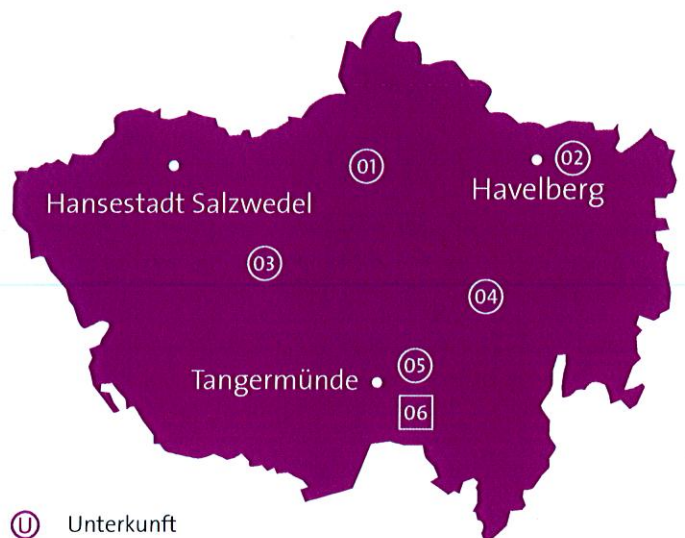 01
02
Hansestadt Salzwedel
Havelberg
03
04
05
Tangermünde
06
U Unterkunft